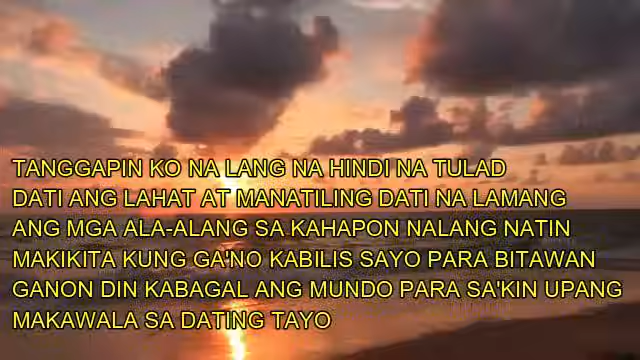 TANGGAPIN KO NA LANG NA HINDI NA TULAD
DATI ANG LAHAT AT MANATILING DATI NA LAMANG
ANG MGA ALA-ALANG SA KAHAPON NALANG NATIN
MAKIKITA KUNG GA'NO KABILIS SAYO PARA BITAWAN
GANON DIN KABAGAL ANG MUNDO PARA SA'KIN UPANG
MAKAWALA SA DATING TAYO